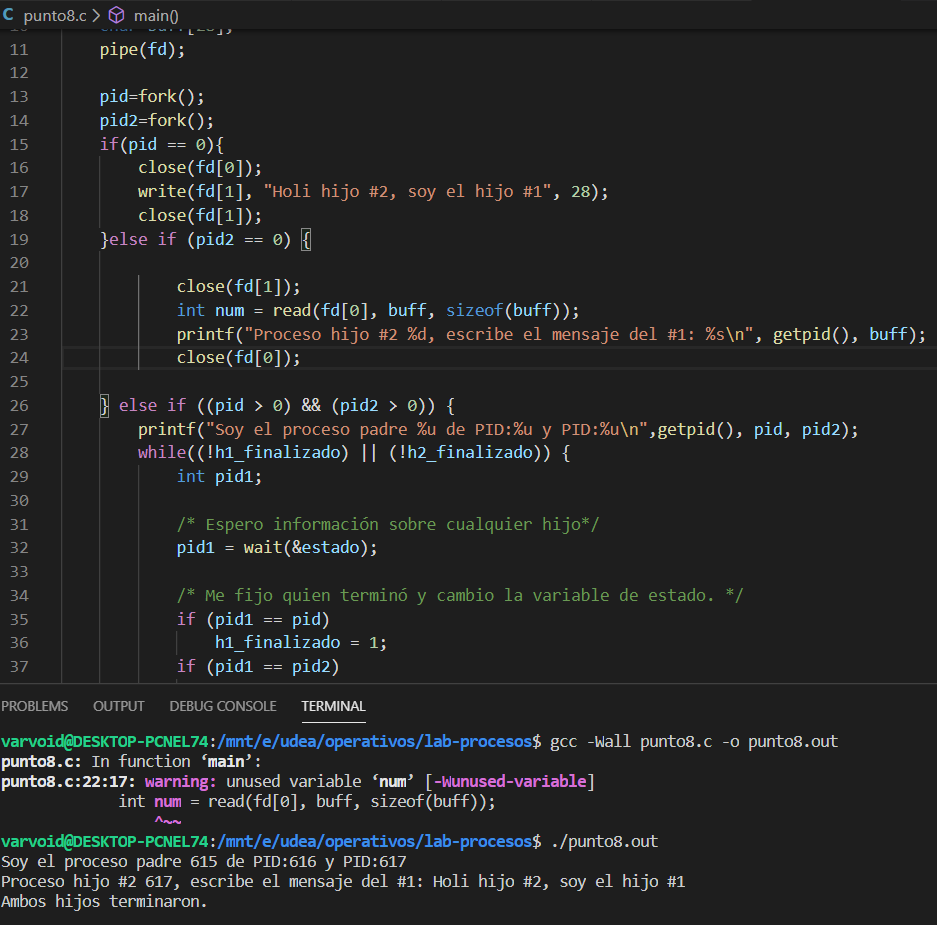 C punto8.c > main()
10 char buff[28];
11 pipe(fd);
12
13 pid=fork();
14 pid2=fork();
15 if(pid == 0){
16 close(fd[0]);
17 write(fd[1], "Holi hijo #2, soy el hijo #1", 28);
18 close(fd[1]);
19 }else if (pid2 == 0) {
20
21 close(fd[1]);
22 int num = read(fd[0], buff, sizeof(buff));
23 printf("Proceso hijo #2 %d, escribe el mensaje del #1: %s\n", getpid(), buff);
24 close(fd[0]);
25
26 } else if ((pid > 0) && (pid2 > 0)) {
27 printf("Soy el proceso padre %u de PID:%u y PID:%u\n",getpid(), pid, pid2);
28 while((!h1_finalizado) || (!h2_finalizado)) {
29 int pid1;
30
31 /* Espero información sobre cualquier hijo*/
32 pid1 = wait(&estado);
33
34 /* Me fijo quien terminó y cambio la variable de estado. */
35 if (pid1 == pid)
36 h1_finalizado = 1;
37 if (pid1 == pid2)
PROBLEMS OUTPUT DEBUG CONSOLE TERMINAL
varvoid@DESKTOP-PCNEL74:/mnt/e/udea/operativos/lab-procesos$ gcc -Wall punto8.c -o punto8.out
punto8.c: In function ‘main’:
punto8.c:22:17: warning: unused variable ‘num’ [-Wunused-variable]
int num = read(fd[0], buff, sizeof(buff));
^~~
varvoid@DESKTOP-PCNEL74:/mnt/e/udea/operativos/lab-procesos$ ./punto8.out
Soy el proceso padre 615 de PID:616 y PID:617
Proceso hijo #2 617, escribe el mensaje del #1: Holi hijo #2, soy el hijo #1
Ambos hijos terminaron.